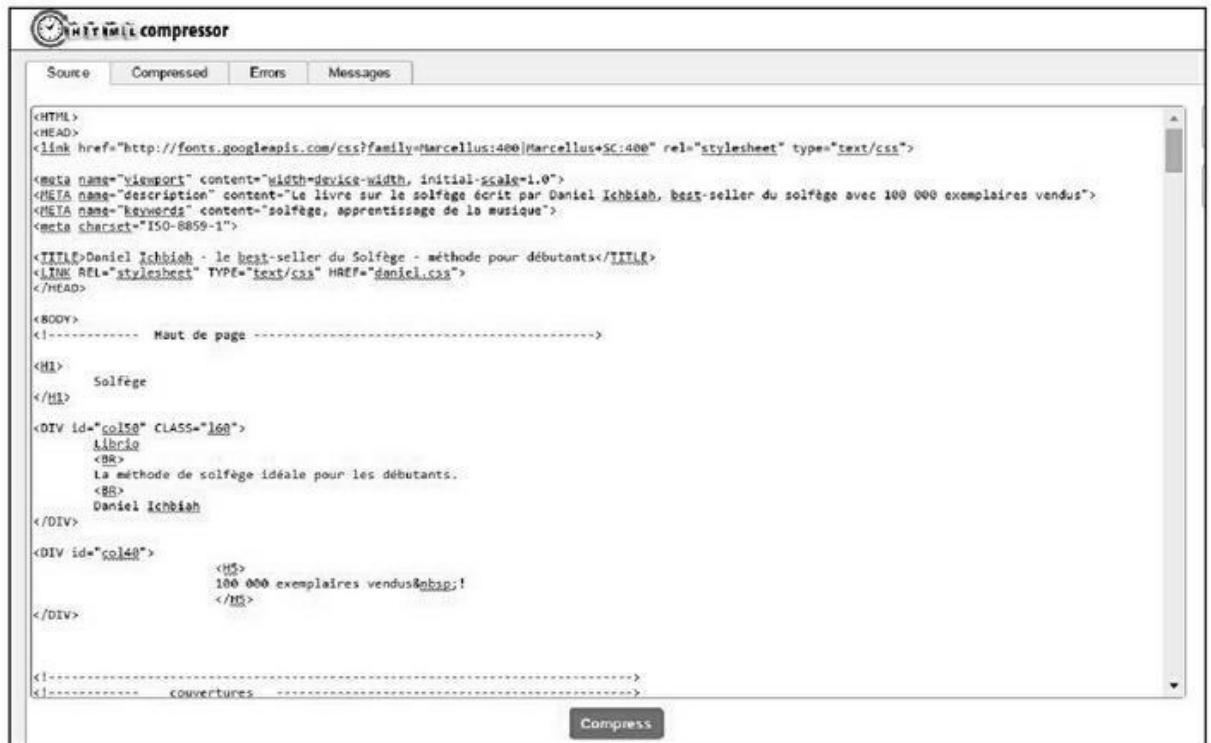 compressor
Source Compressed Errors Messages
<HTML>
<HEAD>
<link href="http://fonts.googleapis.com/css?family=Marcellus:400|Marcellus+SC:400" rel="stylesheet" type="text/css">
<meta name="viewport" content="width=device-width, initial-scale=1.0">
<META name="description" content="Le livre sur le solfège écrit par Daniel Ichbiah, best-seller du solfège avec 100 000 exemplaires vendus">
<META name="keywords" content="solfège, apprentissage de la musique">
<meta charset="ISO-8859-1">
<TITLE>Daniel Ichbiah - le best-seller du Solfège - méthode pour débutants</TITLE>
<LINK REL="stylesheet" TYPE="text/css" HREF="daniel.css">
</HEAD>
<BODY>
<!------------ Haut de page ------------------------------------------->
<H1>
Solfège
</H1>
<DIV id="col50" CLASS="l60">
Librio
<BR>
La méthode de solfège idéale pour les débutants.
<BR>
Daniel Ichbiah
</DIV>
<DIV id="col40">
<H5>
100 000 exemplaires vendus&nbsp;!
</H5>
</DIV>
<!-------------------------------------------------------------------------->
<!------------ couvertures --------------------------------------------->
Compress